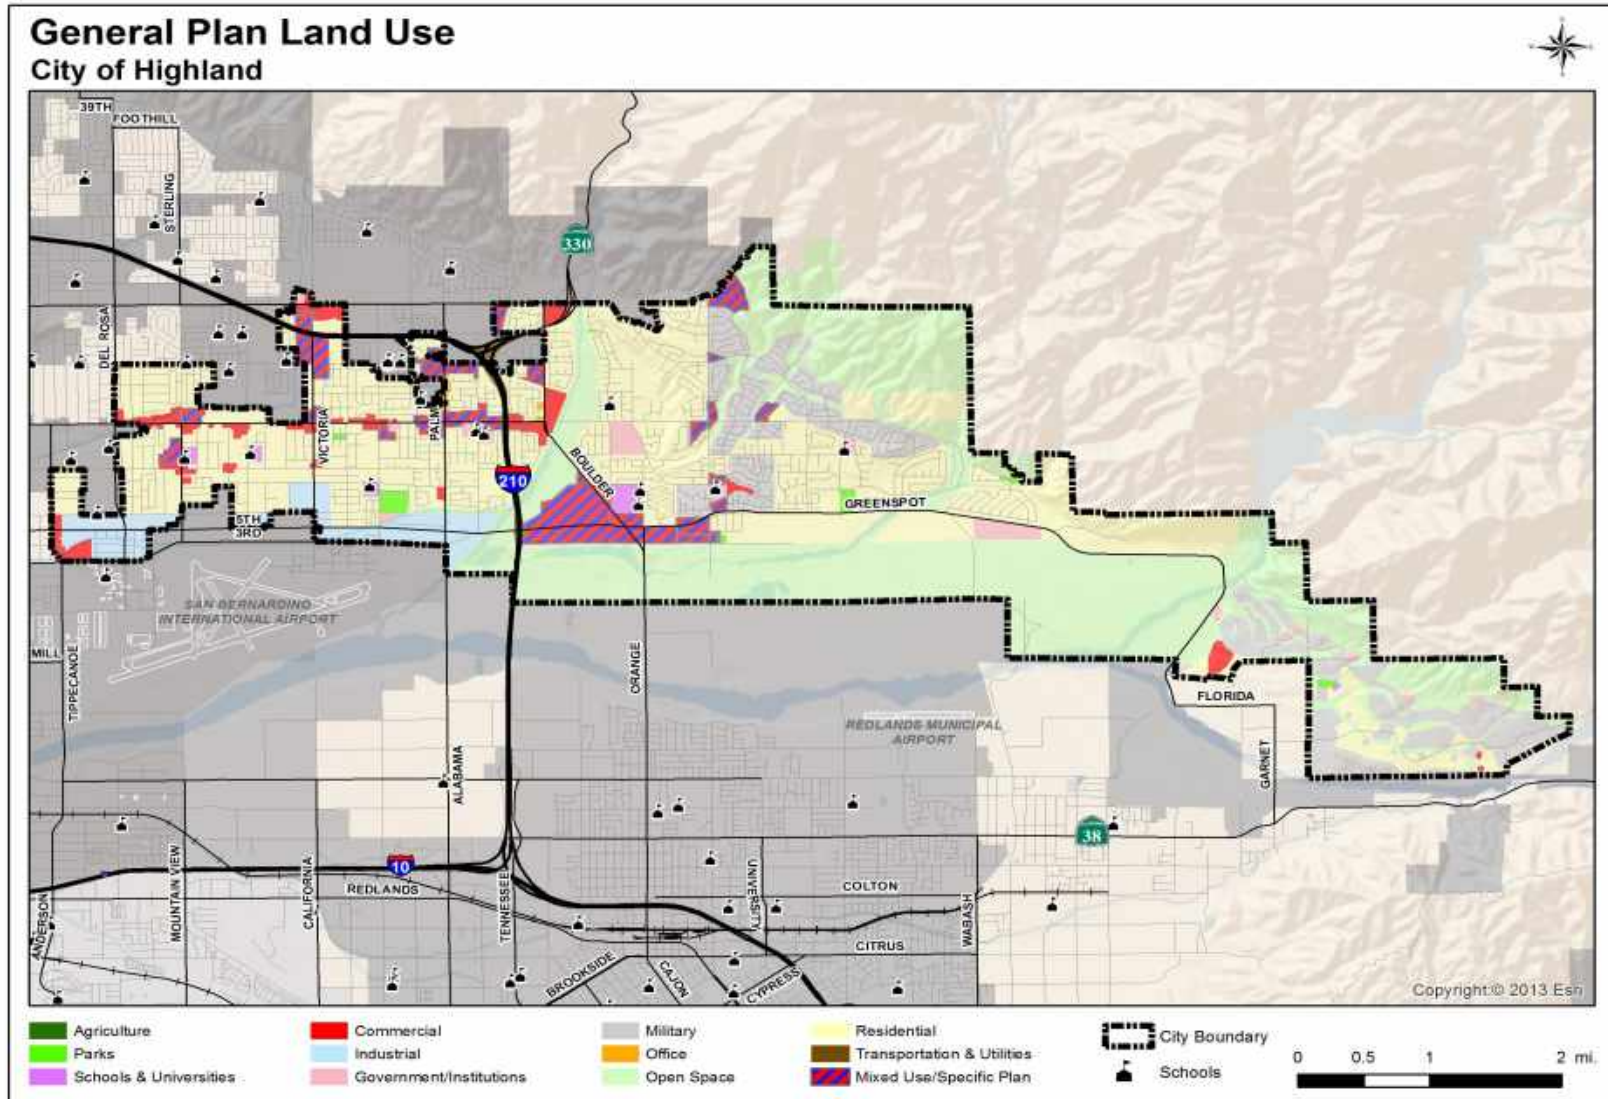 General Plan Land Use
City of Highland
39TH
FOOTHILL
STERLING
330
DEL ROSA
VICTORIA
PALM
BOULDER
210
GREENSPOT
5TH
3RD
SAN BERNARDINO
INTERNATIONAL AIRPORT
MILL
TIPPECANOE
ORANGE
FLORIDA
REDLANDS MUNICIPAL
AIRPORT
ALABAMA
GARNET
38
10
REDLANDS
UNIVERSITY
COLTON
ANDERSON
MOUNTAIN VIEW
CALIFORNIA
TENNESSEE
WABASH
CITRUS
BROOKSIDE
CAJON
CYPRESS
Copyright:© 2013 Esri
Agriculture
Parks
Schools & Universities
Commercial
Industrial
Government/Institutions
Military
Office
Open Space
Residential
Transportation & Utilities
Mixed Use/Specific Plan
City Boundary
Schools
0 0.5 1 2 mi.